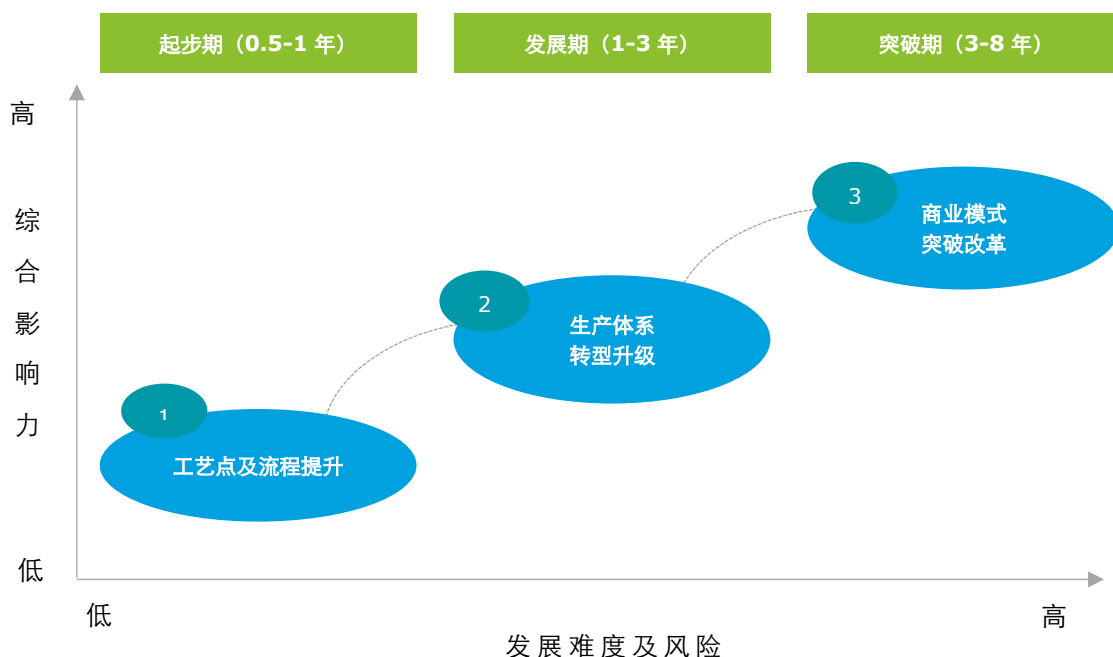 起步期（0.5-1 年）
发展期（1-3 年）
突破期（3-8 年）
高
综合影响力
低
3
商业模式
突破改革
2
生产体系
转型升级
1
工艺点及流程提升
低
高
发展难度及风险